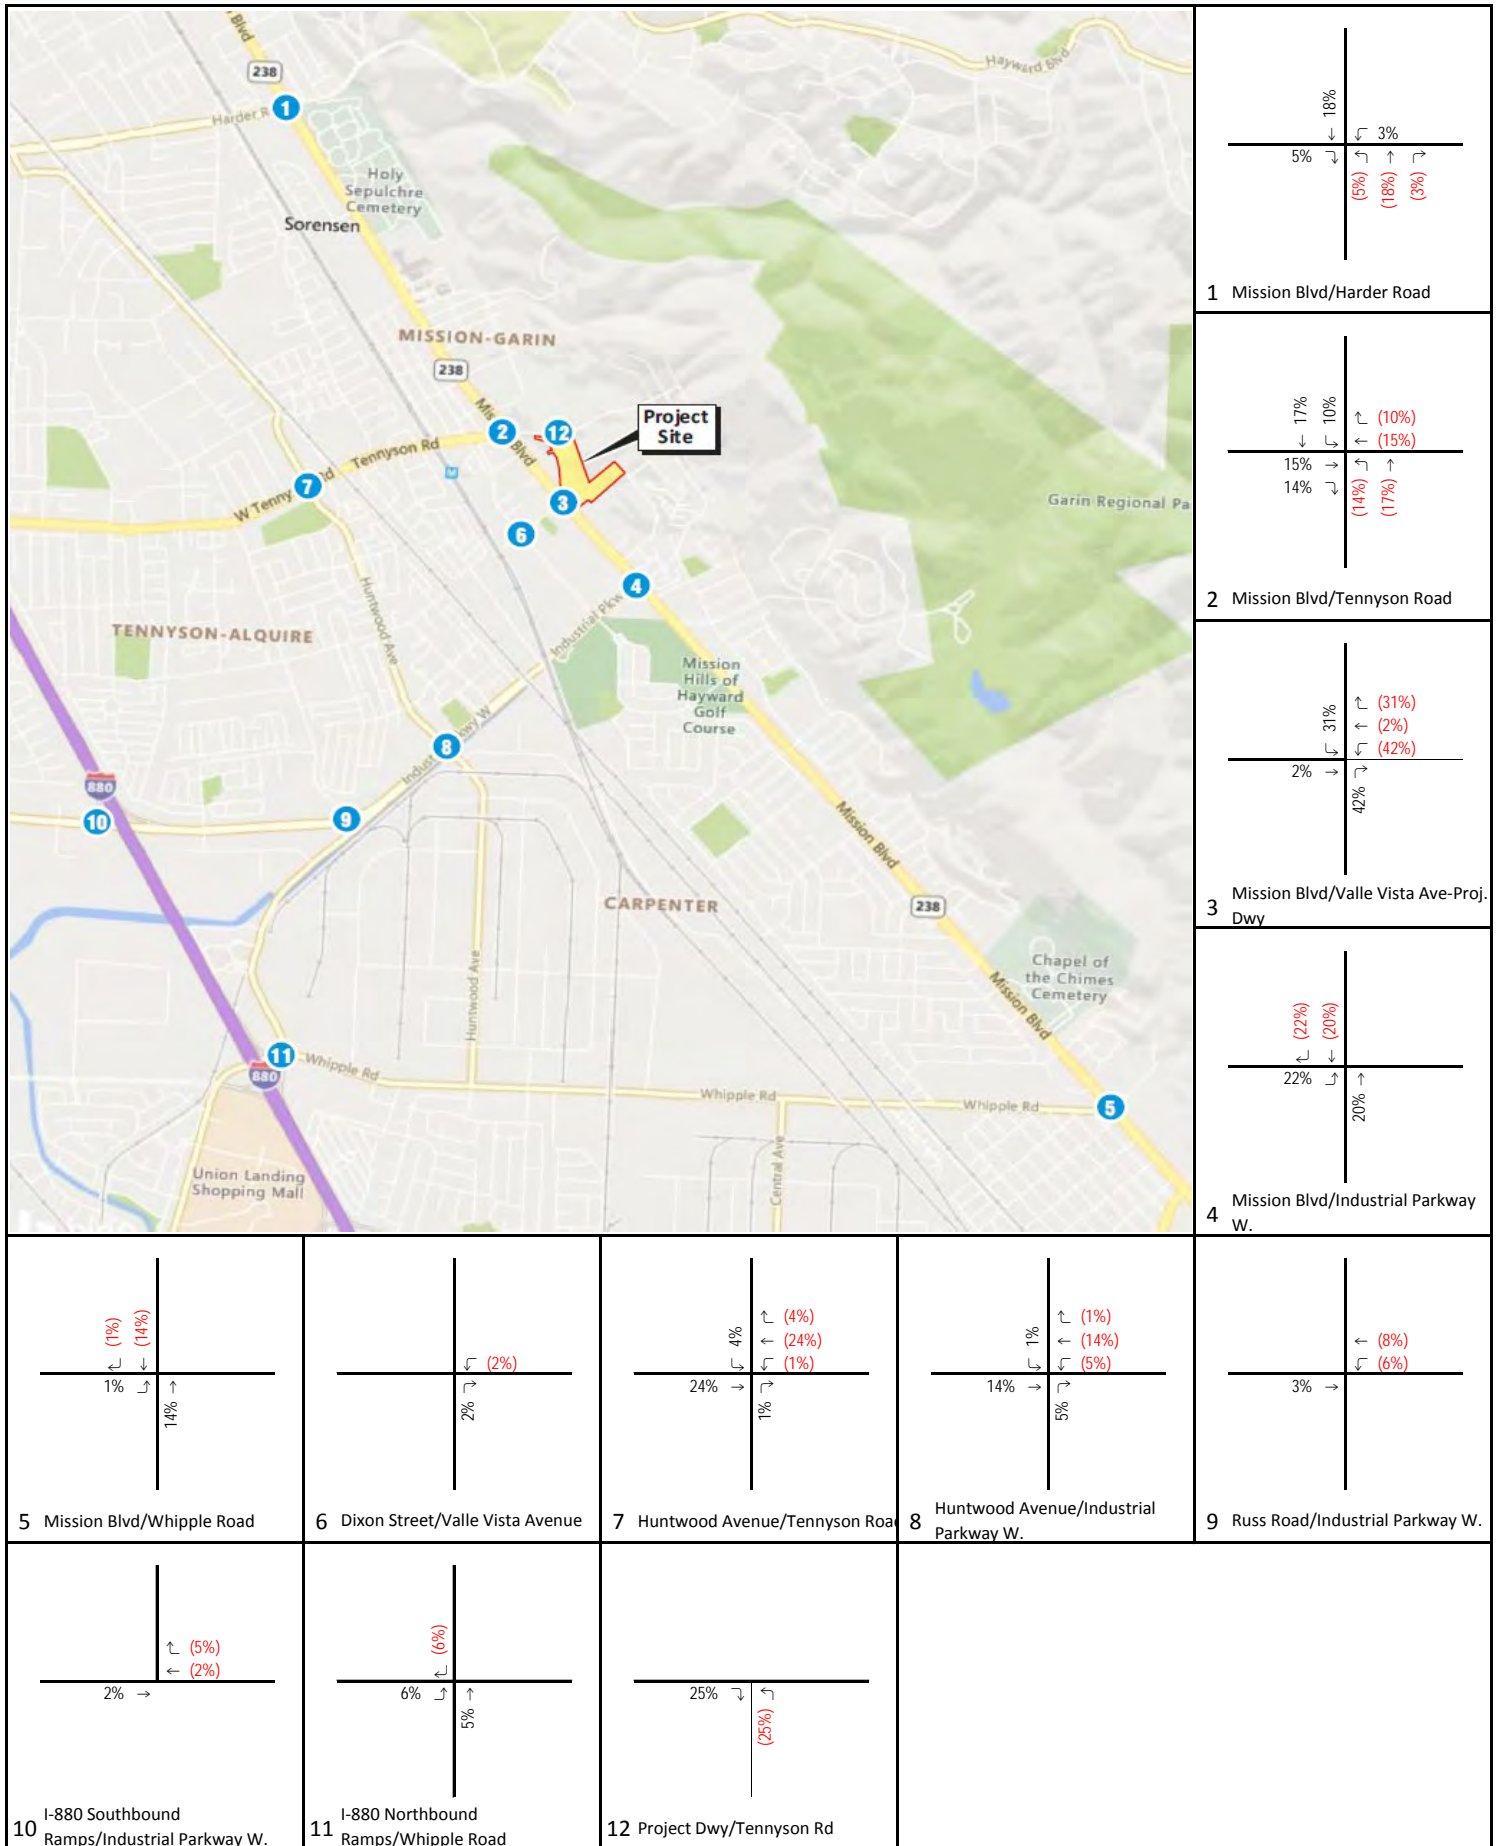 Blvd
238
1
Harder R
Hayward Blvd
Holy
Sepulchre
Cemetery
Sorensen
MISSION-GARIN
238
Mis
Blvd
2
12
Project
Site
Tennyson Rd
W Tenny
d
7
3
6
Garin Regional Pa
4
Industrial Pkw
Huntwood Ave
TENNYSON-ALQUIRE
Mission
Hills of
Hayward
Golf
Course
8
Indust
kwy W
880
10
9
Mission Blvd
CARPENTER
238
Chapel of
the Chimes
Cemetery
Mission Blvd
Huntwood Ave
11
880
Whipple Rd
Whipple Rd
Whipple Rd
5
Central Ave
Union Landing
Shopping Mall
18%
3%
5%
(5%)
(18%)
(3%)
1 Mission Blvd/Harder Road
17%
10%
(10%)
(15%)
15%
14%
(14%)
(17%)
2 Mission Blvd/Tennyson Road
31%
(31%)
(2%)
(42%)
2%
42%
3 Mission Blvd/Valle Vista Ave-Proj.
Dwy
(22%)
(20%)
22%
20%
4 Mission Blvd/Industrial Parkway
W.
(1%)
(14%)
1%
14%
5 Mission Blvd/Whipple Road
(2%)
2%
6 Dixon Street/Valle Vista Avenue
4%
(4%)
(24%)
(1%)
24%
1%
7 Huntwood Avenue/Tennyson Road
1%
(1%)
(14%)
(5%)
14%
5%
8 Huntwood Avenue/Industrial
Parkway W.
(8%)
(6%)
3%
9 Russ Road/Industrial Parkway W.
(5%)
(2%)
2%
10 I-880 Southbound
Ramps/Industrial Parkway W.
(6%)
6%
5%
11 I-880 Northbound
Ramps/Whipple Road
25%
(25%)
12 Project Dwy/Tennyson Rd